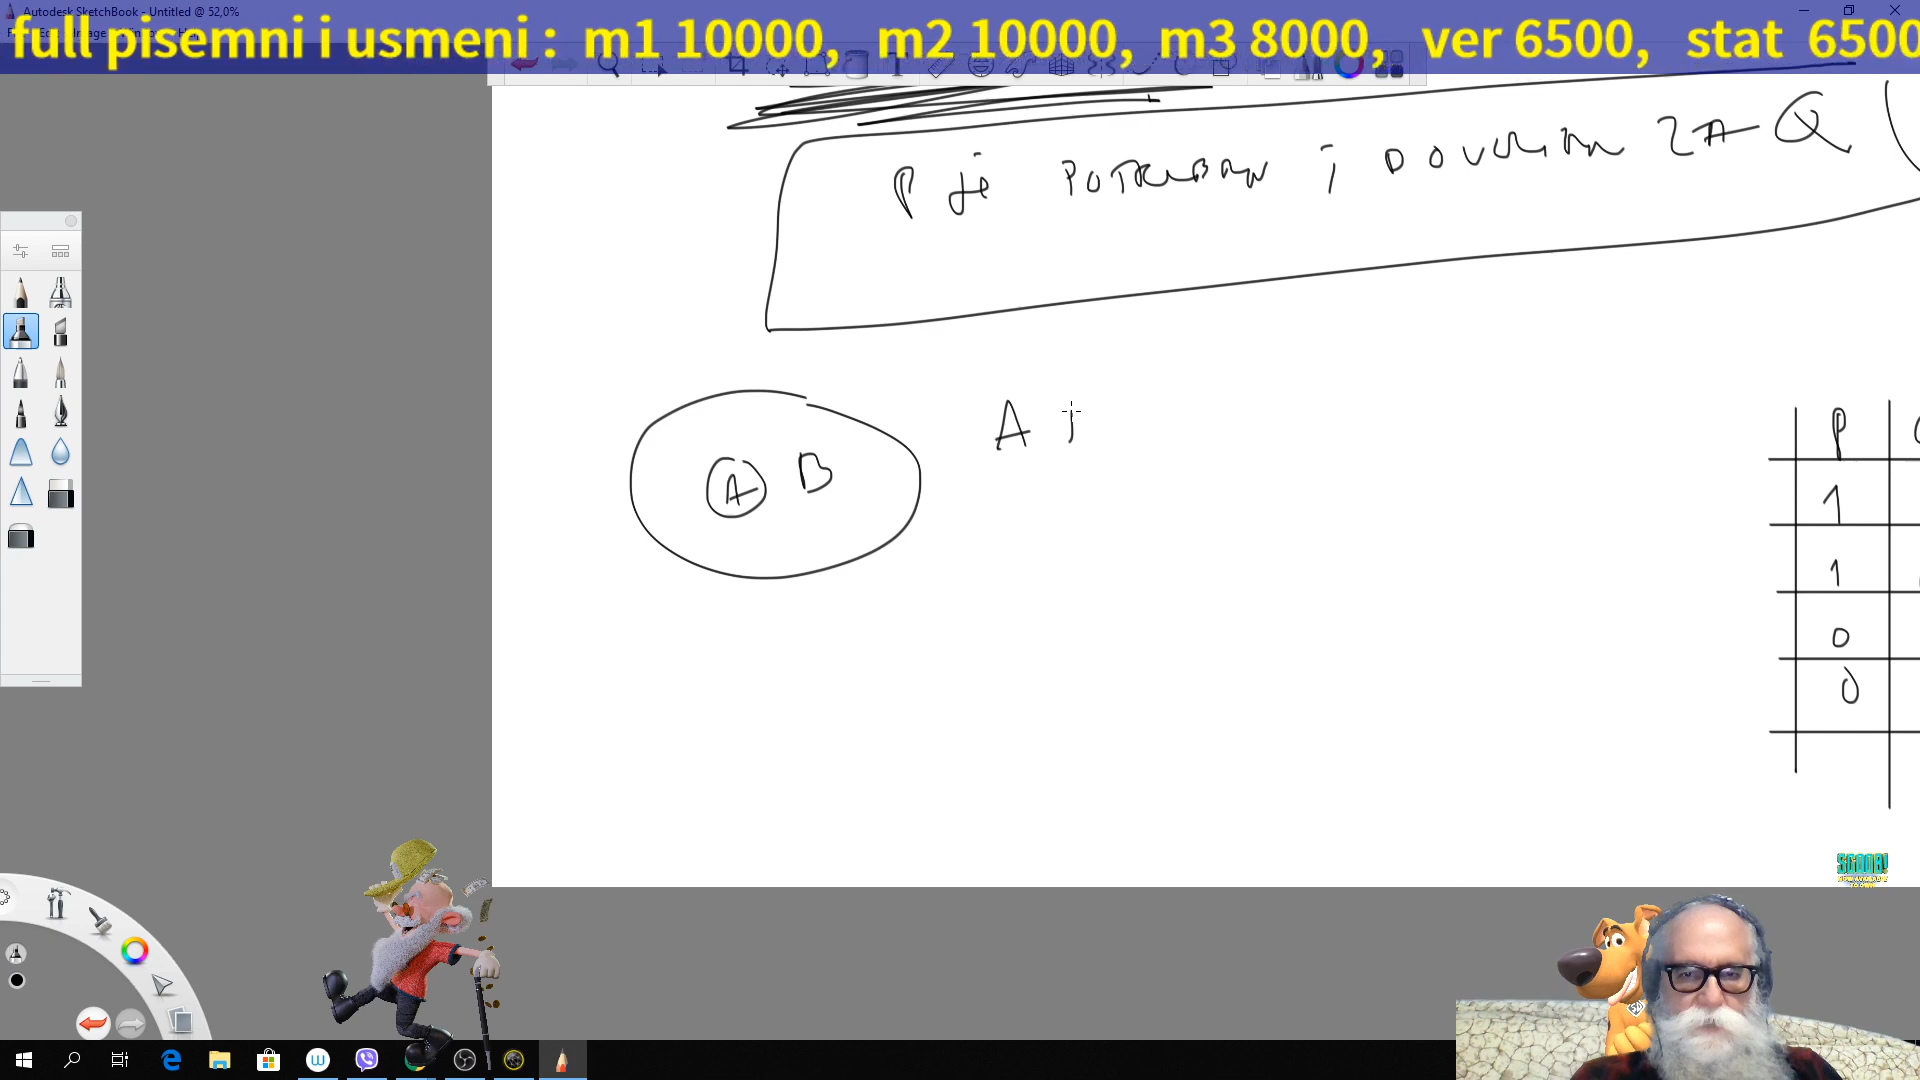 Autodesk SketchBook - Untitled @ 52,0%
full pisemni i usmeni : m1 10000, m2 10000, m3 8000, ver 6500, stat 6500
P je POTREBAN i DOVOLJAN ZA Q (
A B
A i
P
1
1
0
0
SCOOB!